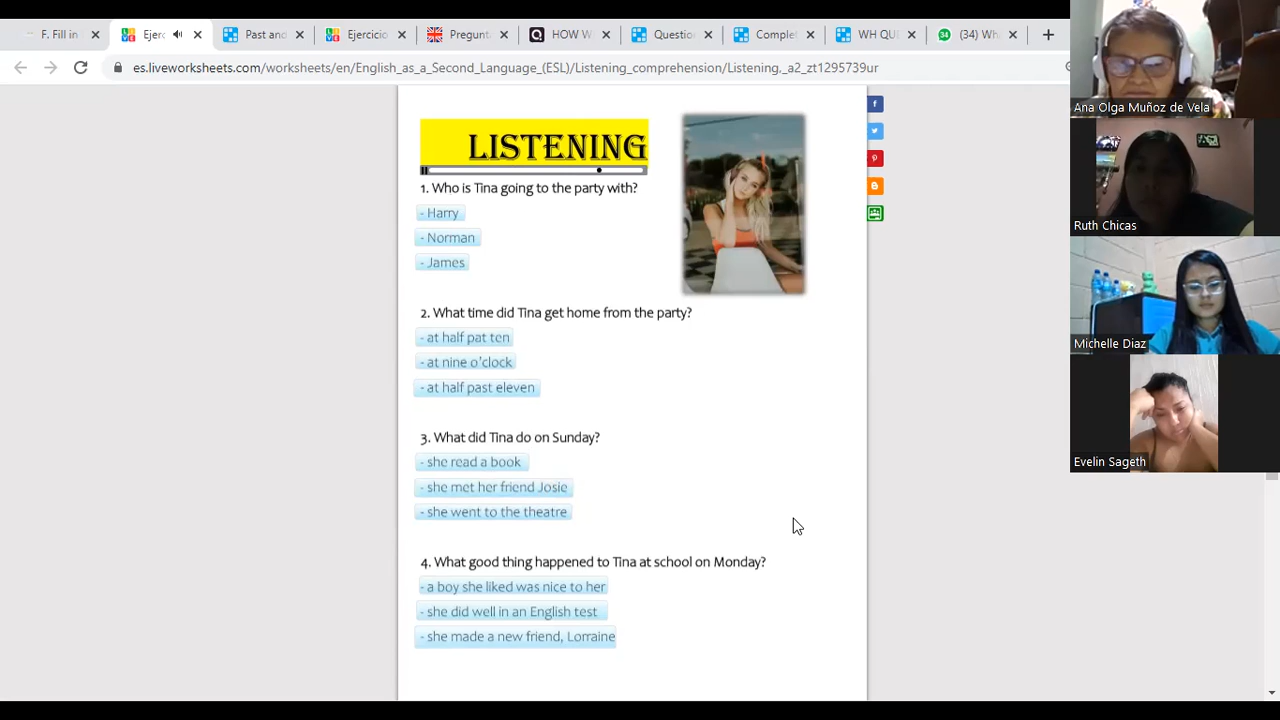 F. Fill in
Ejerc
Past and
Ejercicio
Pregunt
HOW W
Questio
Complet
WH QUE
(34) Wh
es.liveworksheets.com/worksheets/en/English_as_a_Second_Language_(ESL)/Listening_comprehension/Listening,_a2_zt1295739ur
LISTENING
1. Who is Tina going to the party with?
- Harry
- Norman
- James
2. What time did Tina get home from the party?
- at half pat ten
- at nine o'clock
- at half past eleven
3. What did Tina do on Sunday?
- she read a book
- she met her friend Josie
- she went to the theatre
4. What good thing happened to Tina at school on Monday?
- a boy she liked was nice to her
- she did well in an English test
- she made a new friend, Lorraine
Ana Olga Muñoz de Vela
Ruth Chicas
Michelle Diaz
Evelin Sageth